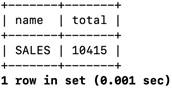 +-------+-------+
| name  | total |
+-------+-------+
| SALES | 10415 |
+-------+-------+
1 row in set (0.001 sec)